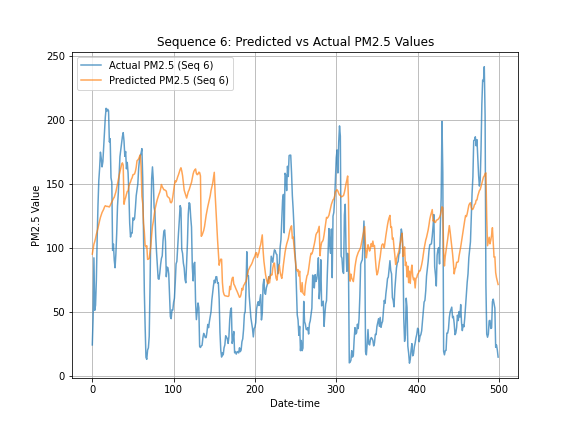 Sequence 6: Predicted vs Actual PM2.5 Values
Actual PM2.5 (Seq 6)
Predicted PM2.5 (Seq 6)
PM2.5 Value
250
200
150
100
50
0
0 100 200 300 400 500
Date-time